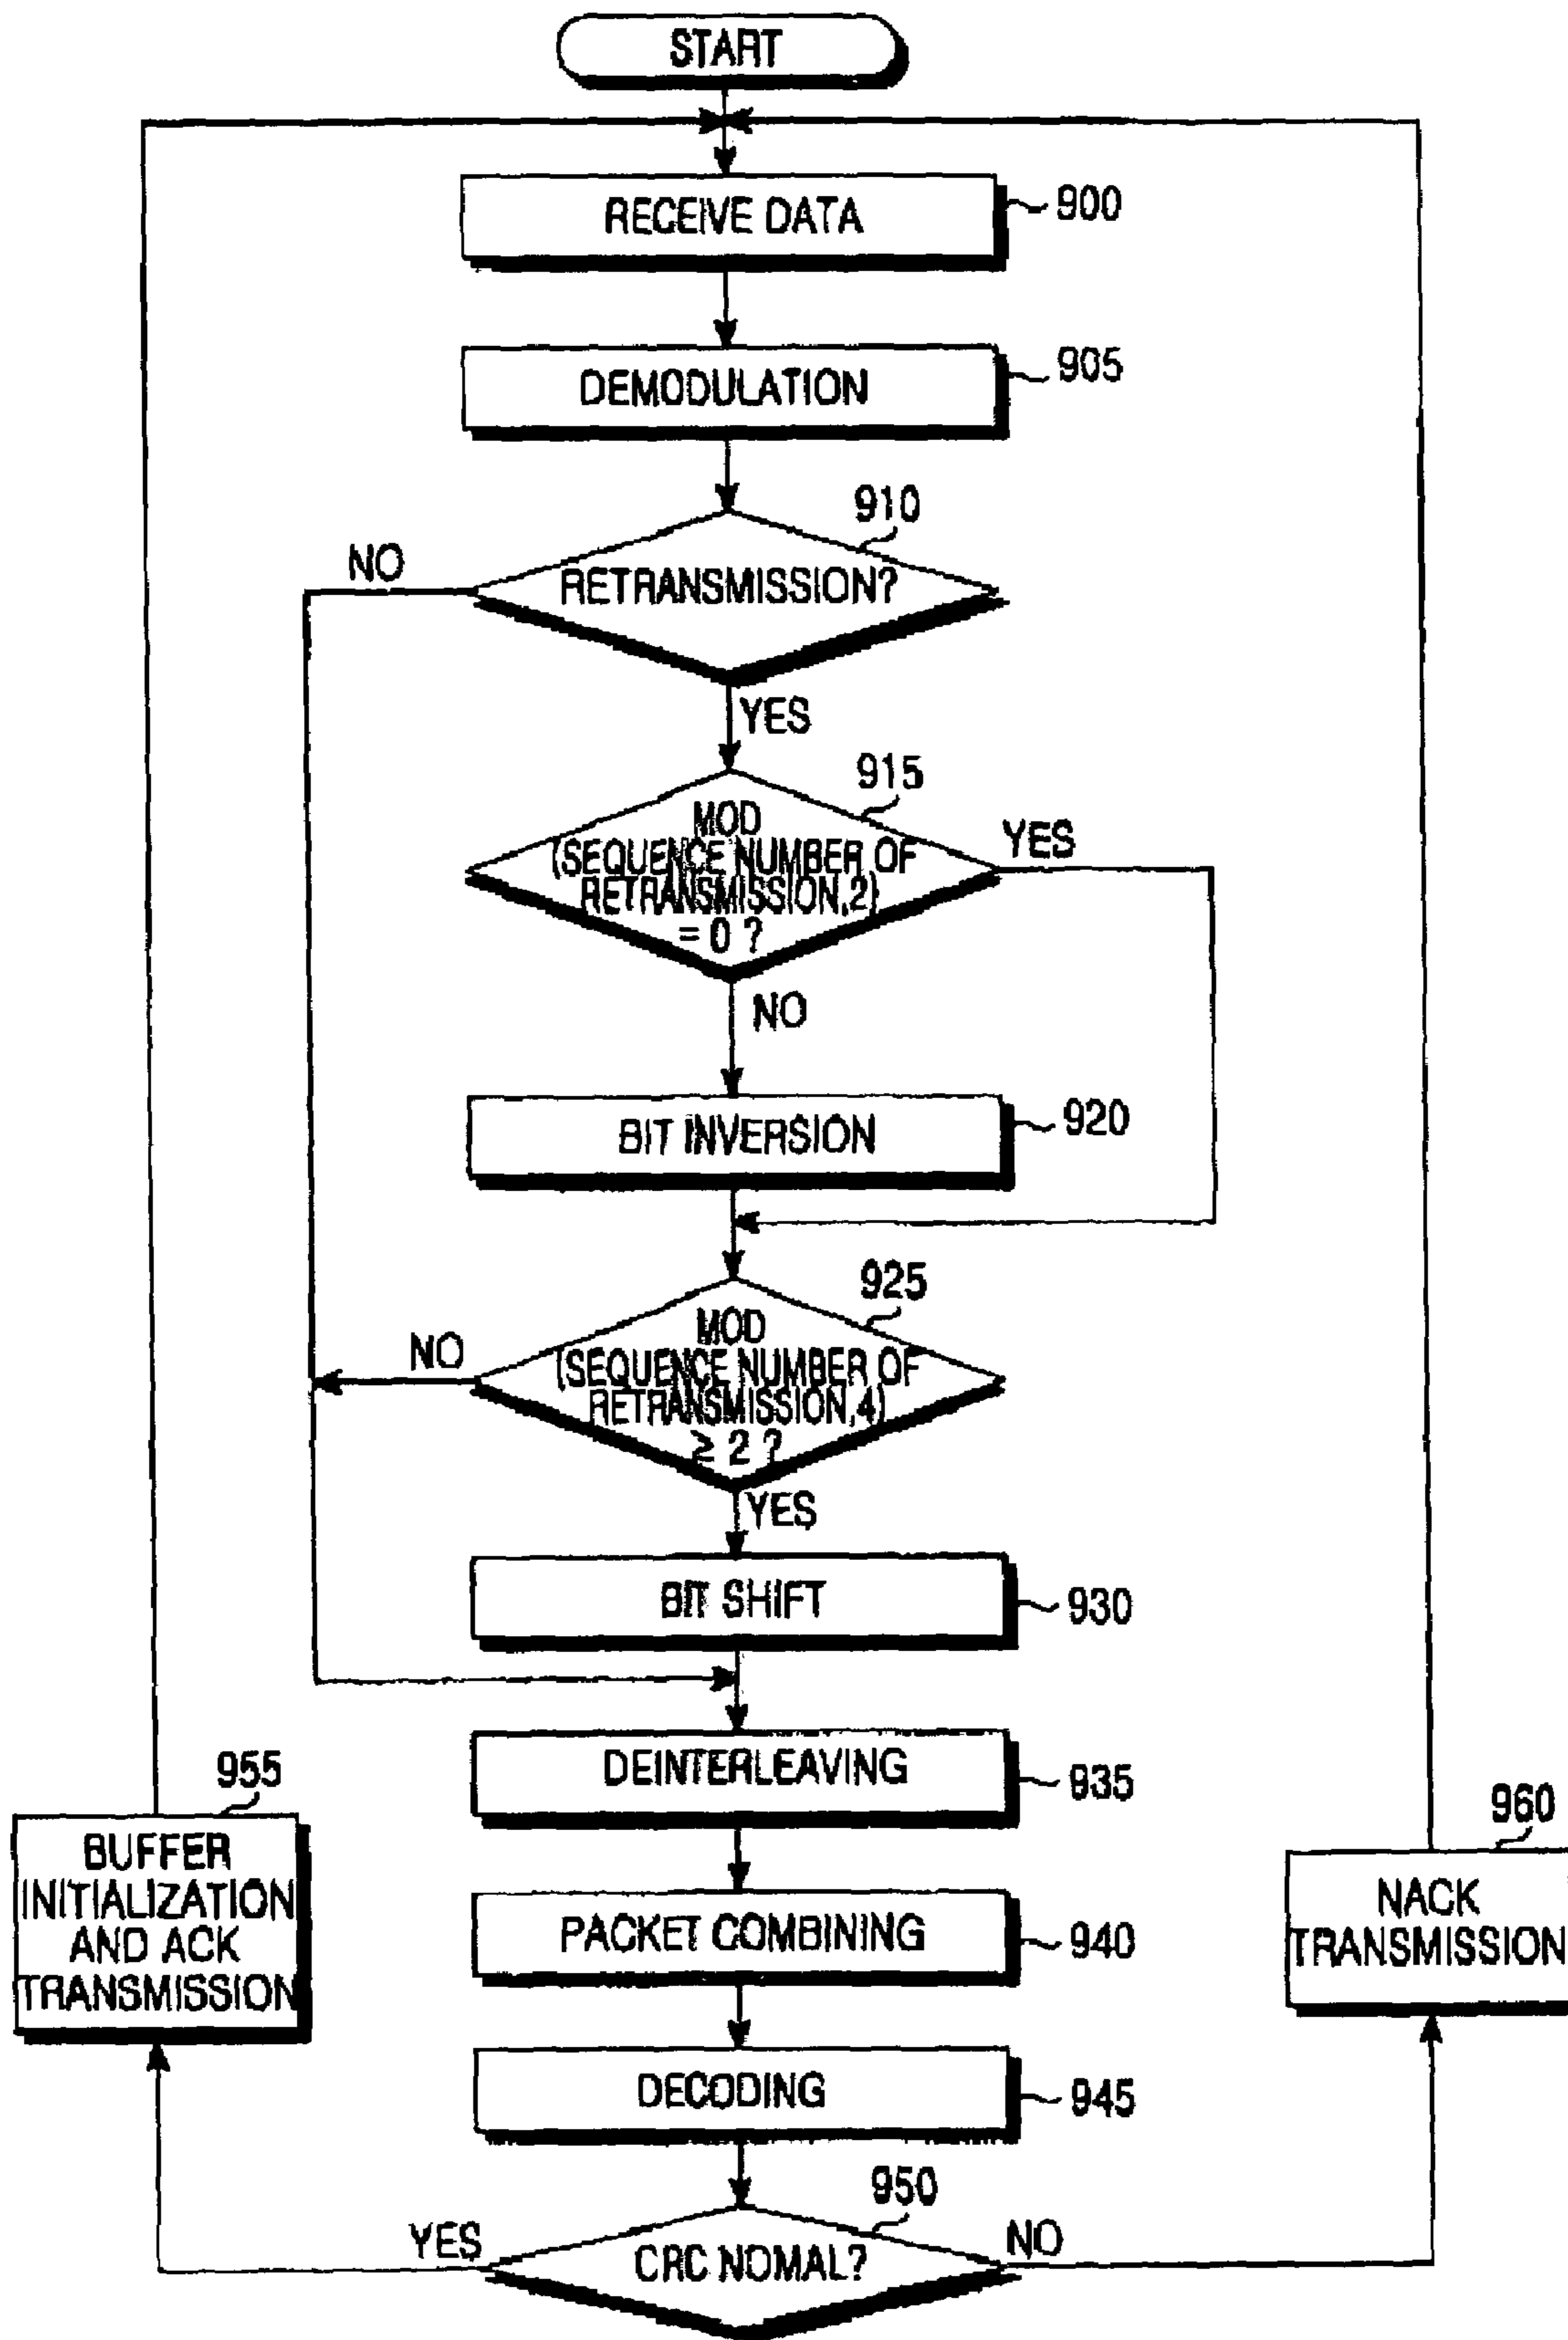 START
RECEIVE DATA
900
DEMODULATION
905
910
NO
RETRANSMISSION?
YES
915
MOD
(SEQUENCE NUMBER OF
RETRANSMISSION,2)
= 0 ?
YES
NO
BIT INVERSION
920
925
MOD
(SEQUENCE NUMBER OF
RETRANSMISSION,4)
≥ 2 ?
NO
YES
BIT SHIFT
930
DEINTERLEAVING
935
955
BUFFER
INITIALIZATION
AND ACK
TRANSMISSION
960
NACK
TRANSMISSION
PACKET COMBINING
940
DECODING
945
950
YES
CRC NOMAL?
NO